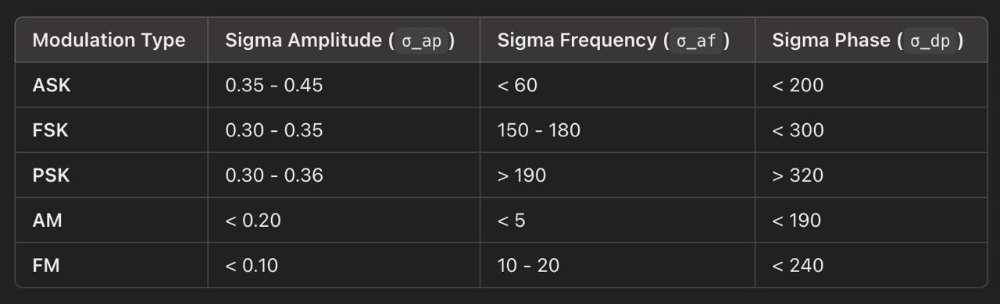 Modulation Type Sigma Amplitude (σ_ap) Sigma Frequency (σ_af) Sigma Phase (σ_dp)
ASK 0.35 - 0.45 < 60 < 200
FSK 0.30 - 0.35 150 - 180 < 300
PSK 0.30 - 0.36 > 190 > 320
AM < 0.20 < 5 < 190
FM < 0.10 10 - 20 < 240